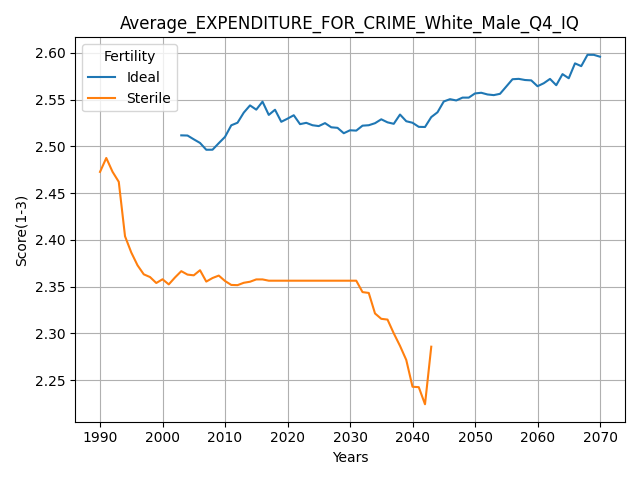 Average_EXPENDITURE_FOR_CRIME_White_Male_Q4_IQ
Fertility
Ideal
Sterile
Score(1-3)
2.60
2.55
2.50
2.45
2.40
2.35
2.30
2.25
1990 2000 2010 2020 2030 2040 2050 2060 2070
Years